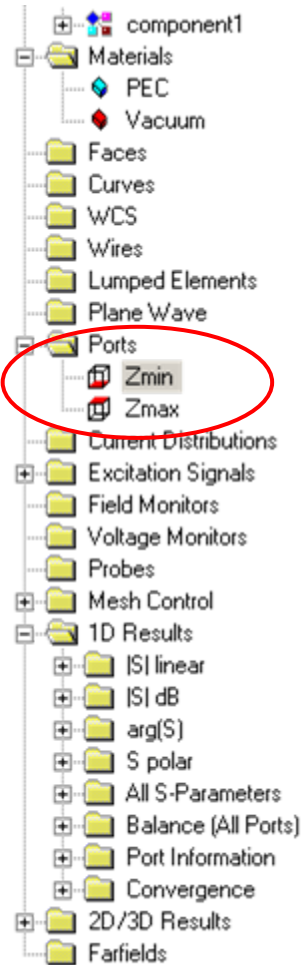 component1
Materials
PEC
Vacuum
Faces
Curves
WCS
Wires
Lumped Elements
Plane Wave
Ports
Zmin
Zmax
Current Distributions
Excitation Signals
Field Monitors
Voltage Monitors
Probes
Mesh Control
1D Results
|S| linear
|S| dB
arg(S)
S polar
All S-Parameters
Balance (All Ports)
Port Information
Convergence
2D/3D Results
Farfields